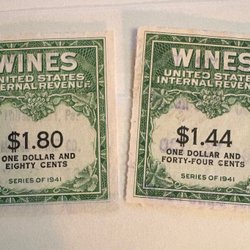 WINES
UNITED STATES
INTERNAL REVENUE
$1.80
ONE DOLLAR AND
EIGHTY CENTS
SERIES OF 1941
WINES
UNITED STATES
INTERNAL REVENUE
$1.44
ONE DOLLAR AND
FORTY-FOUR CENTS
SERIES OF 1941